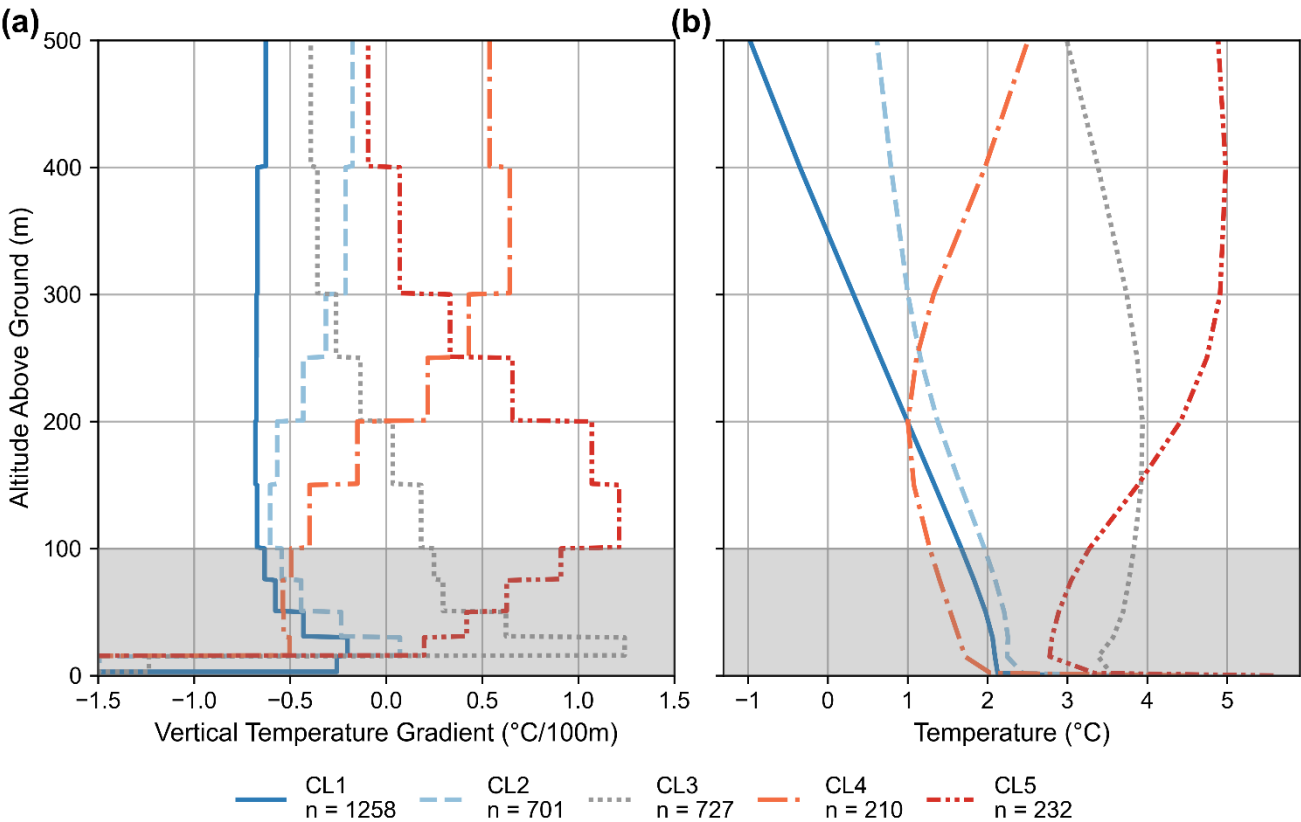 (a)
(b)
500
400
300
200
100
0
Altitude Above Ground (m)
−1.5 −1.0 −0.5 0.0 0.5 1.0 1.5
−1 0 1 2 3 4 5
Vertical Temperature Gradient (°C/100m)
Temperature (°C)
CL1 CL2 CL3 CL4 CL5
n = 1258 n = 701 n = 727 n = 210 n = 232